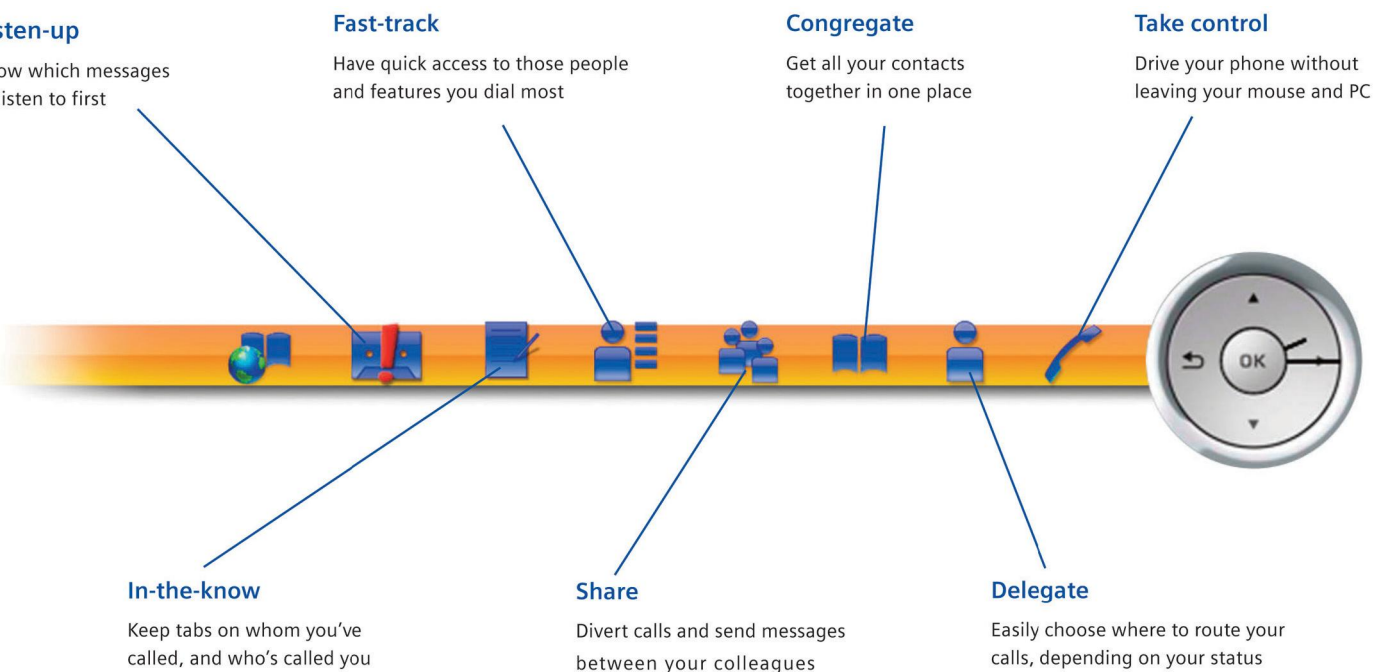 sten-up
ow which messages
listen to first
Fast-track
Have quick access to those people
and features you dial most
Congregate
Get all your contacts
together in one place
Take control
Drive your phone without
leaving your mouse and PC
OK
In-the-know
Keep tabs on whom you've
called, and who's called you
Share
Divert calls and send messages
between your colleagues
Delegate
Easily choose where to route your
calls, depending on your status